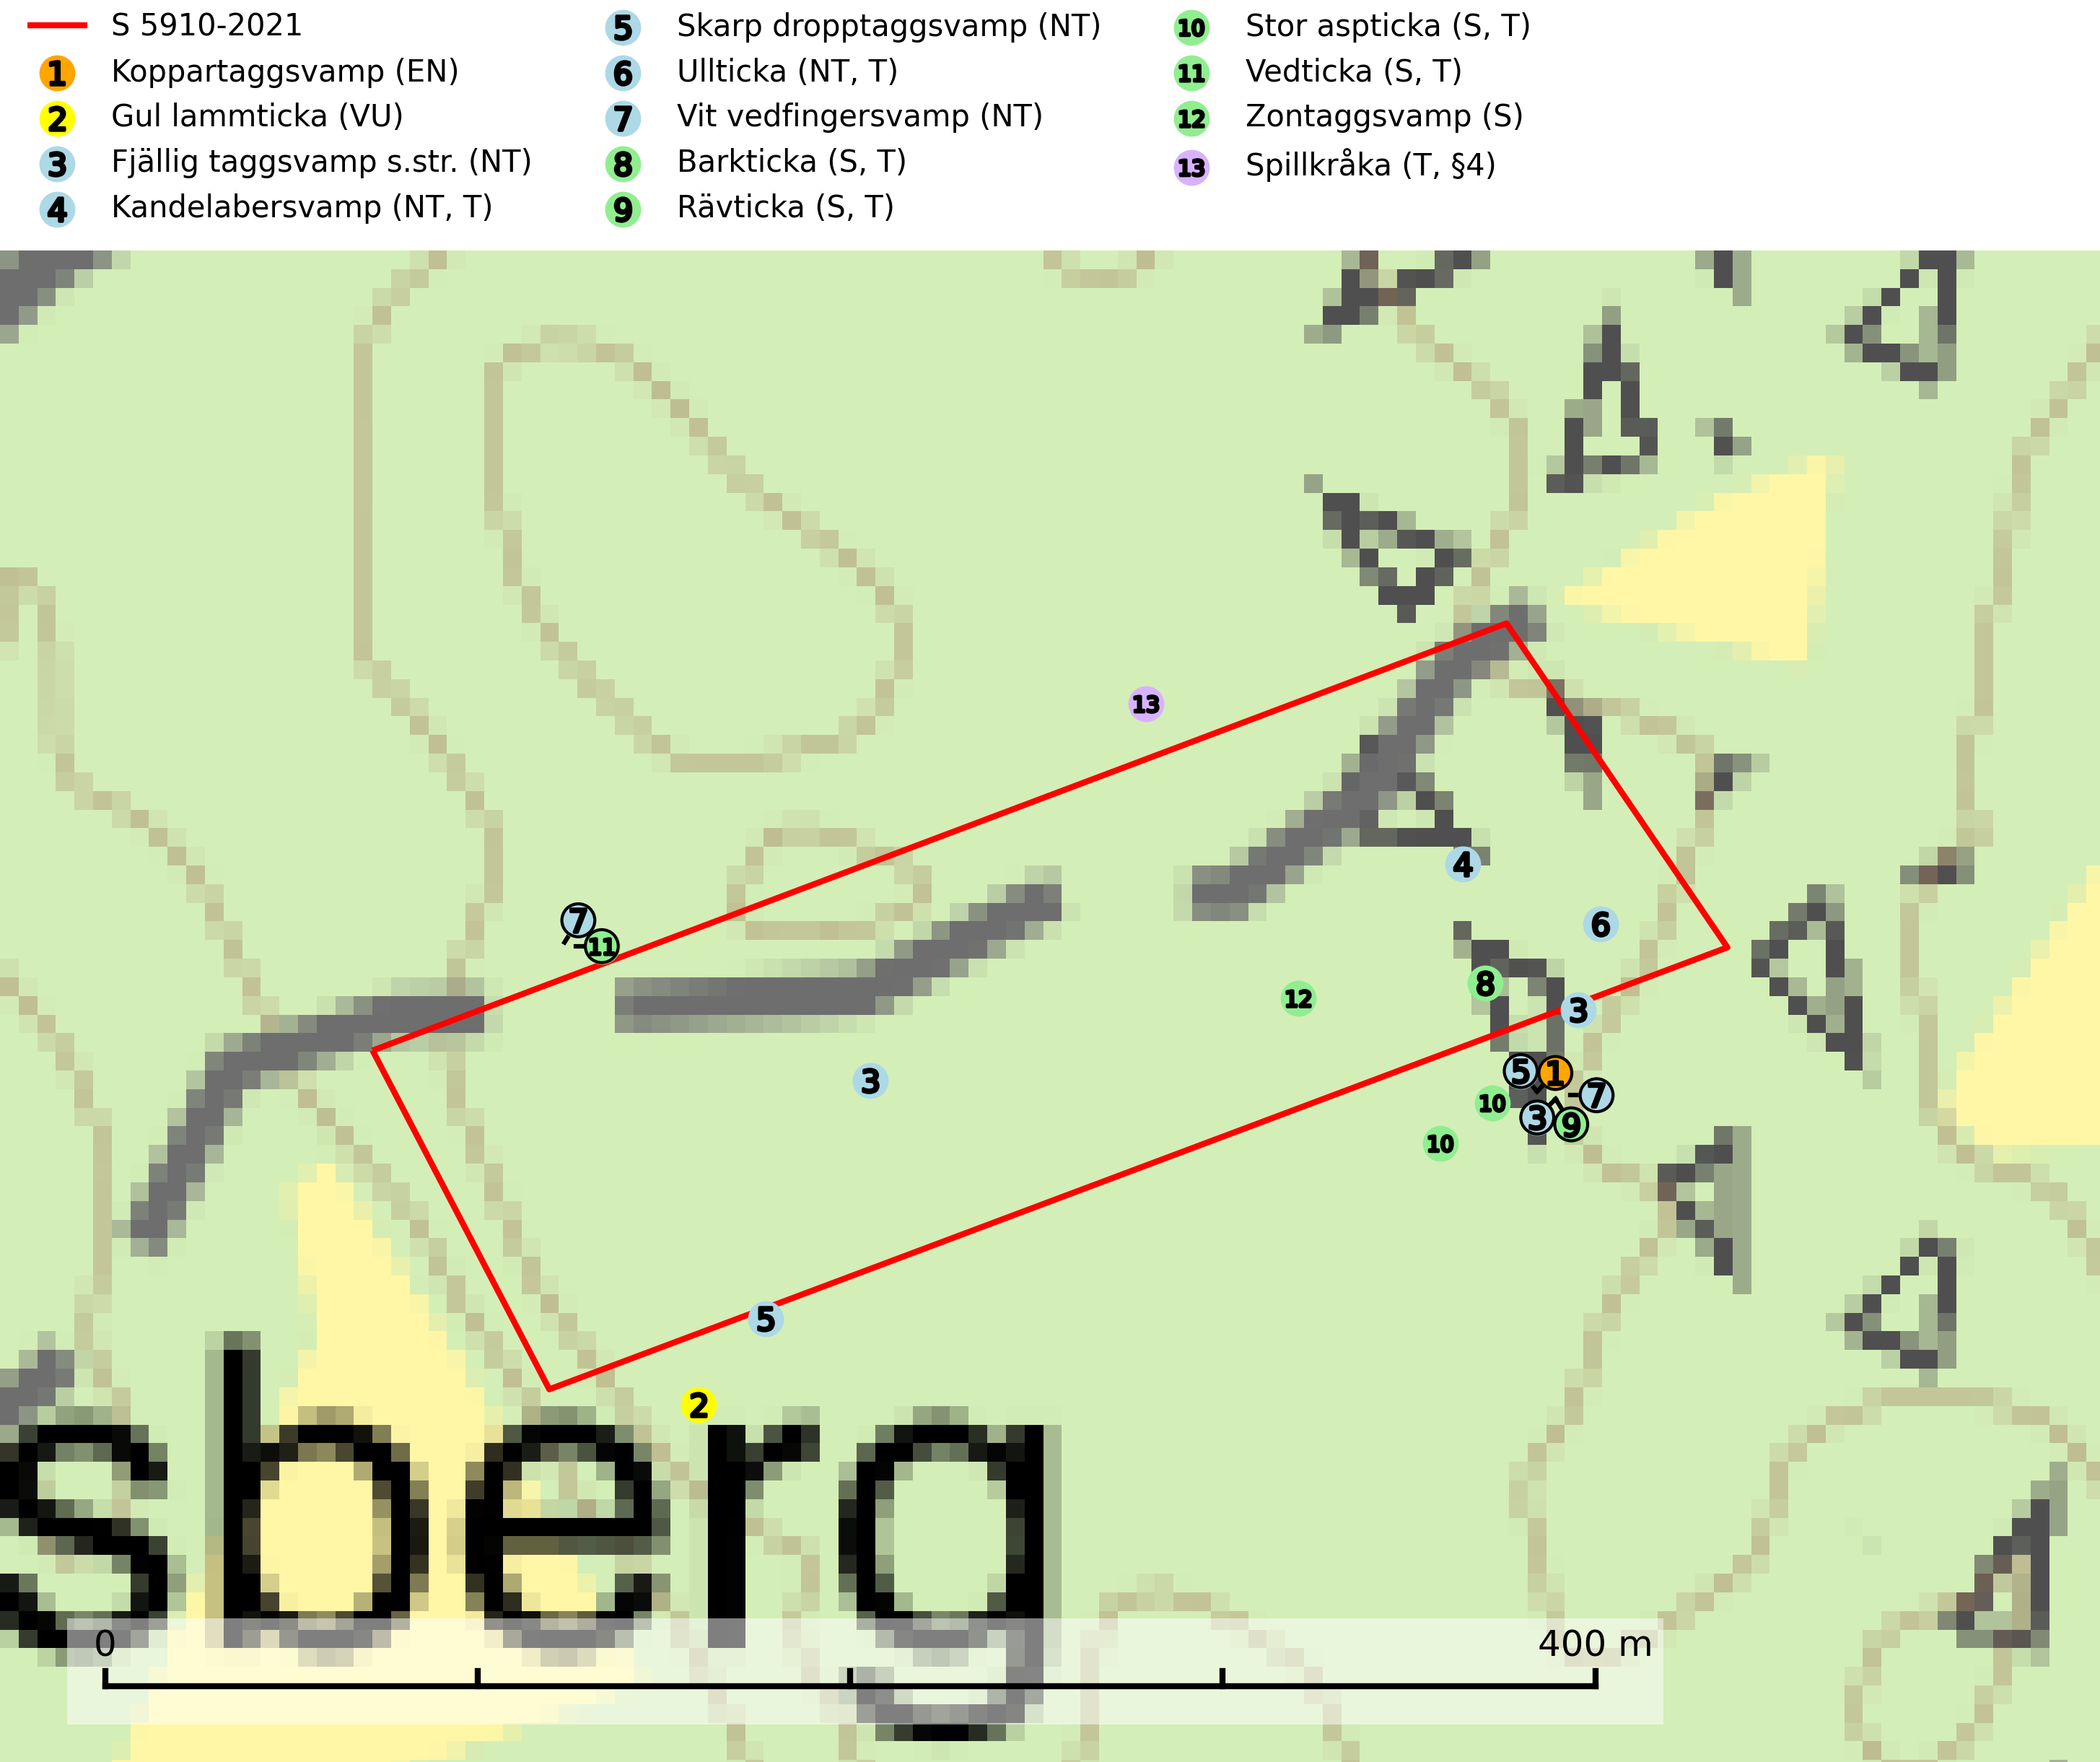 S 5910-2021
1 Koppartaggsvamp (EN)
2 Gul lammticka (VU)
3 Fjällig taggsvamp s.str. (NT)
4 Kandelabersvamp (NT, T)
5 Skarp dropptaggsvamp (NT)
6 Ullticka (NT, T)
7 Vit vedfingersvamp (NT)
8 Barkticka (S, T)
9 Rävticka (S, T)
10 Stor aspticka (S, T)
11 Vedticka (S, T)
12 Zontaggsvamp (S)
13 Spillkråka (T, §4)
13
4
7
6
11
8
12
3
5 1
3
7
10
3 9
10
5
2
sberg
0 400 m